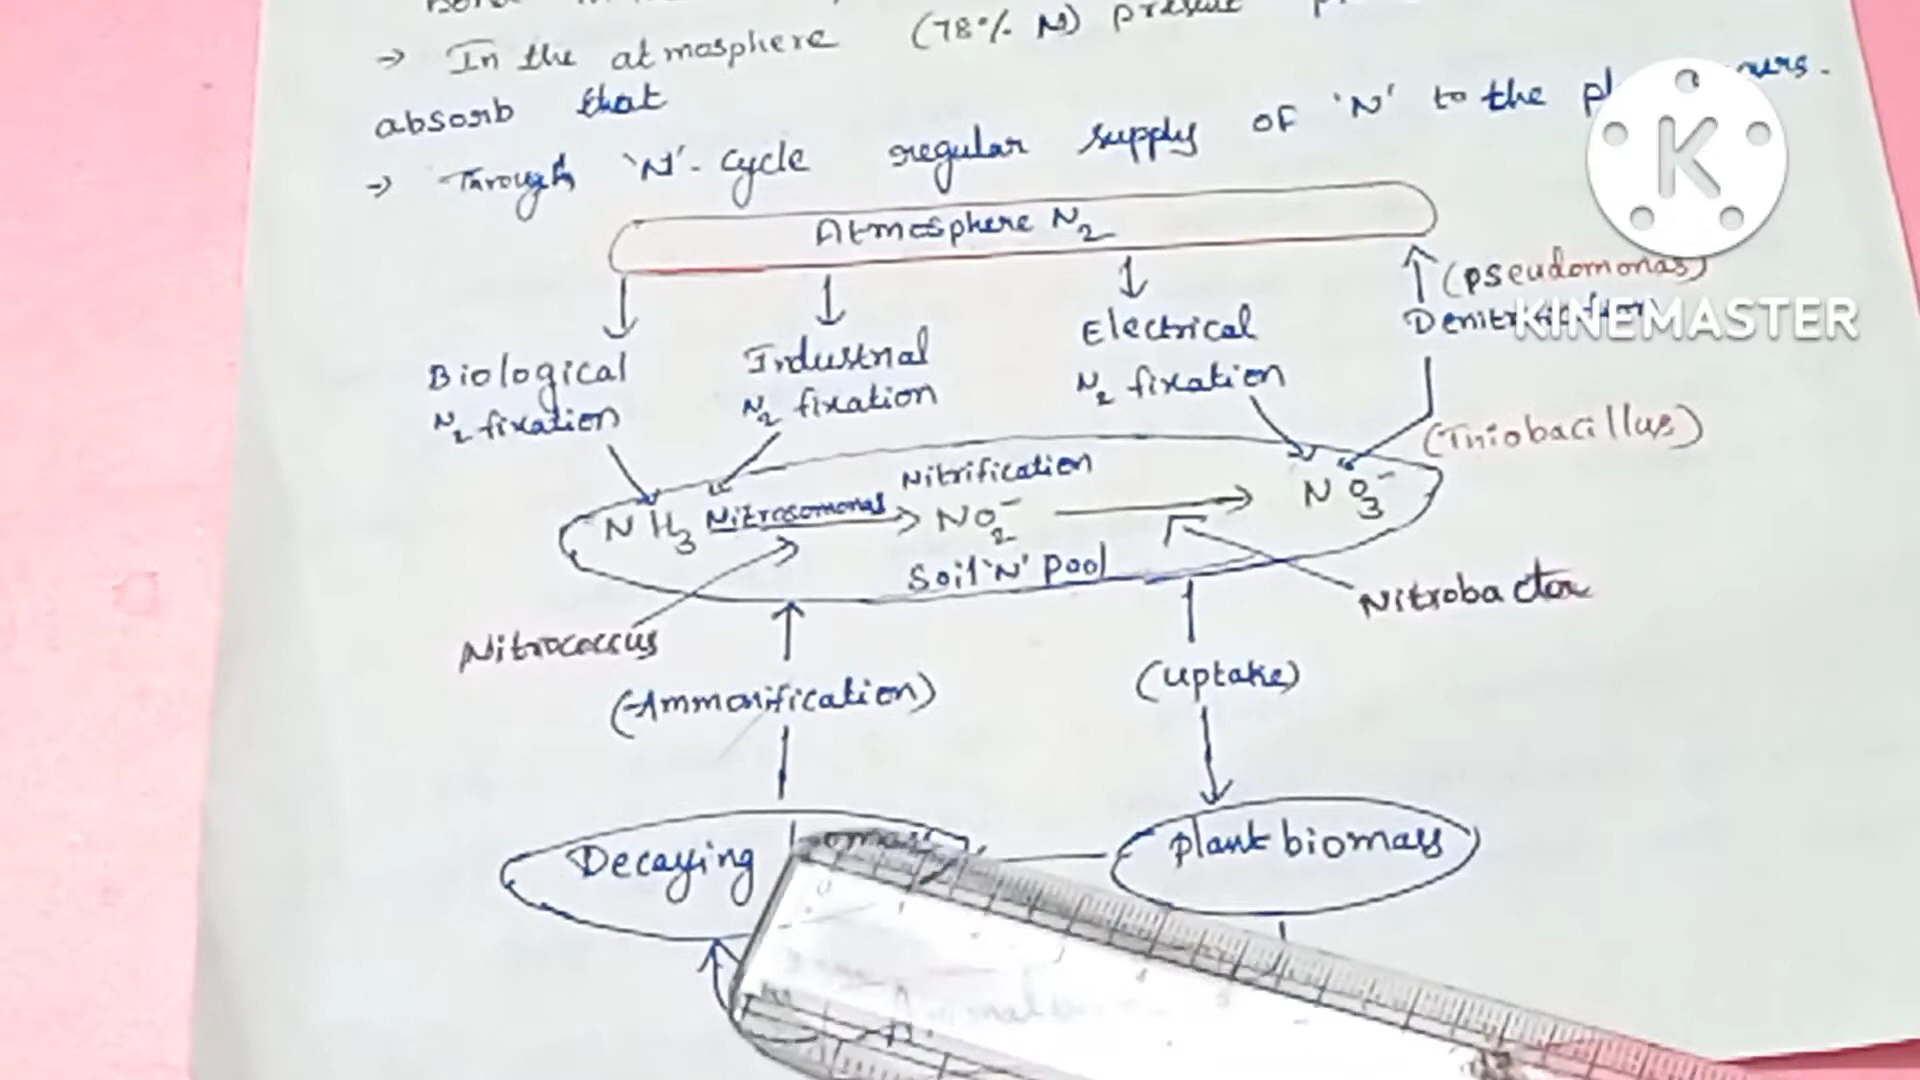 → In the atmosphere (78% N) present
absorb that
→ Through 'N'-cycle regular supply of 'N' to the
Atmosphere N2
(pseudomonas)
KINEMASTER
Biological
N2 fixation
Industrial
N2 fixation
Electrical
N2 fixation
(Thiobacillus)
Nitrification
NH3 Nitrosomonas NO2- NO3-
Soil 'N' pool
Nitrococcus
Nitrobactor
(Ammonification)
(uptake)
Decaying
plant biomass